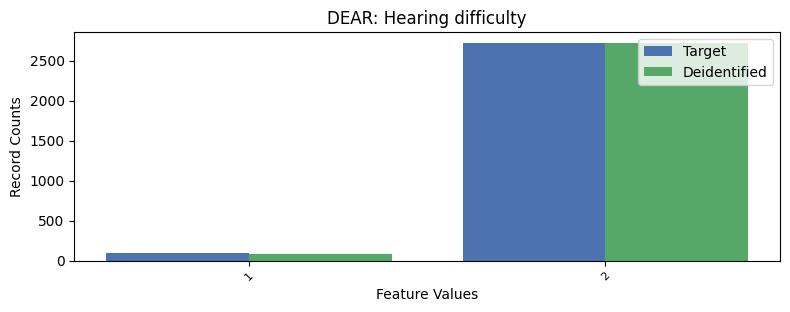 DEAR: Hearing difficulty
Target
Deidentified
Record Counts
2500
2000
1500
1000
500
0
1
2
Feature Values